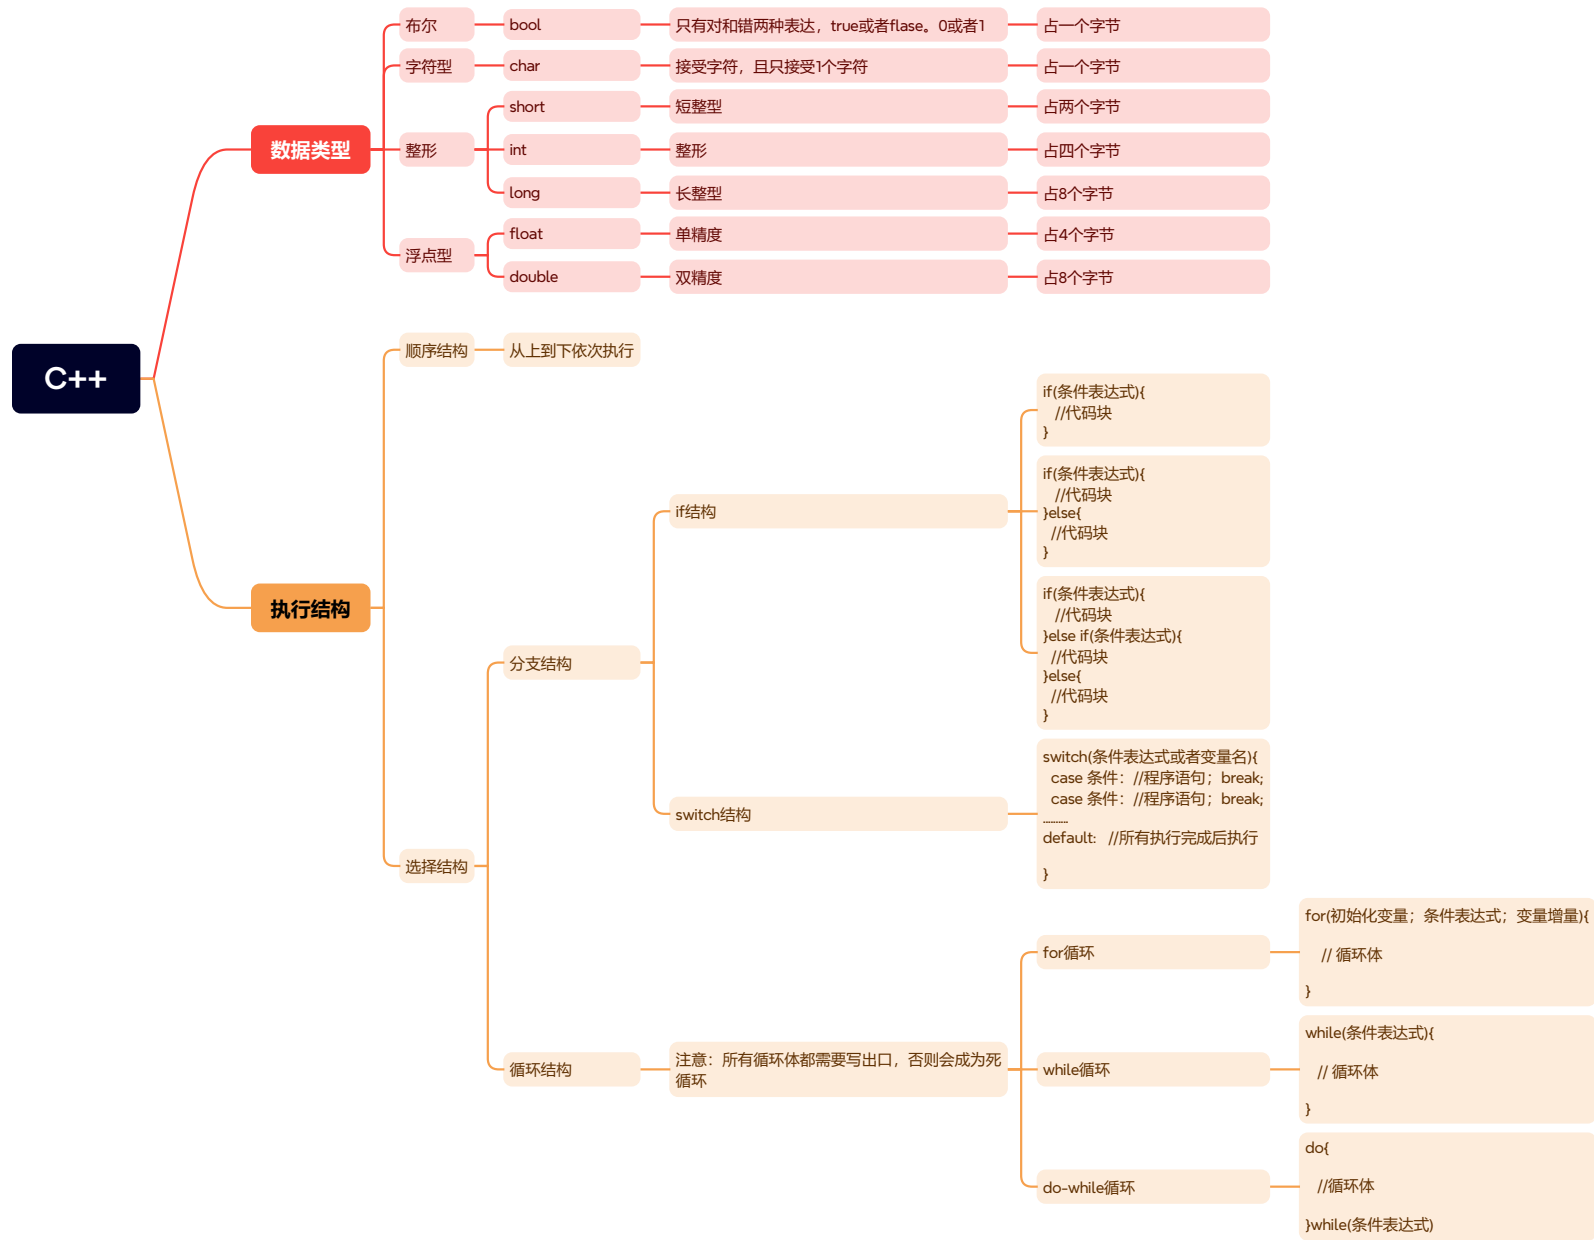 C++
数据类型
布尔
bool
只有对和错两种表达，true或者flase。0或者1
占一个字节
字符型
char
接受字符，且只接受1个字符
占一个字节
整形
short
短整型
占两个字节
int
整形
占四个字节
long
长整型
占8个字节
浮点型
float
单精度
占4个字节
double
双精度
占8个字节
执行结构
顺序结构
从上到下依次执行
选择结构
分支结构
if结构
if(条件表达式){
//代码块
}
if(条件表达式){
//代码块
}else{
//代码块
}
if(条件表达式){
//代码块
}else if(条件表达式){
//代码块
}else{
//代码块
}
switch结构
switch(条件表达式或者变量名){
case 条件：//程序语句；break;
case 条件：//程序语句；break;
..........
default: //所有执行完成后执行
}
循环结构
注意：所有循环体都需要写出口，否则会成为死
循环
for循环
for(初始化变量；条件表达式；变量增量){
// 循环体
}
while循环
while(条件表达式){
// 循环体
}
do-while循环
do{
//循环体
}while(条件表达式)